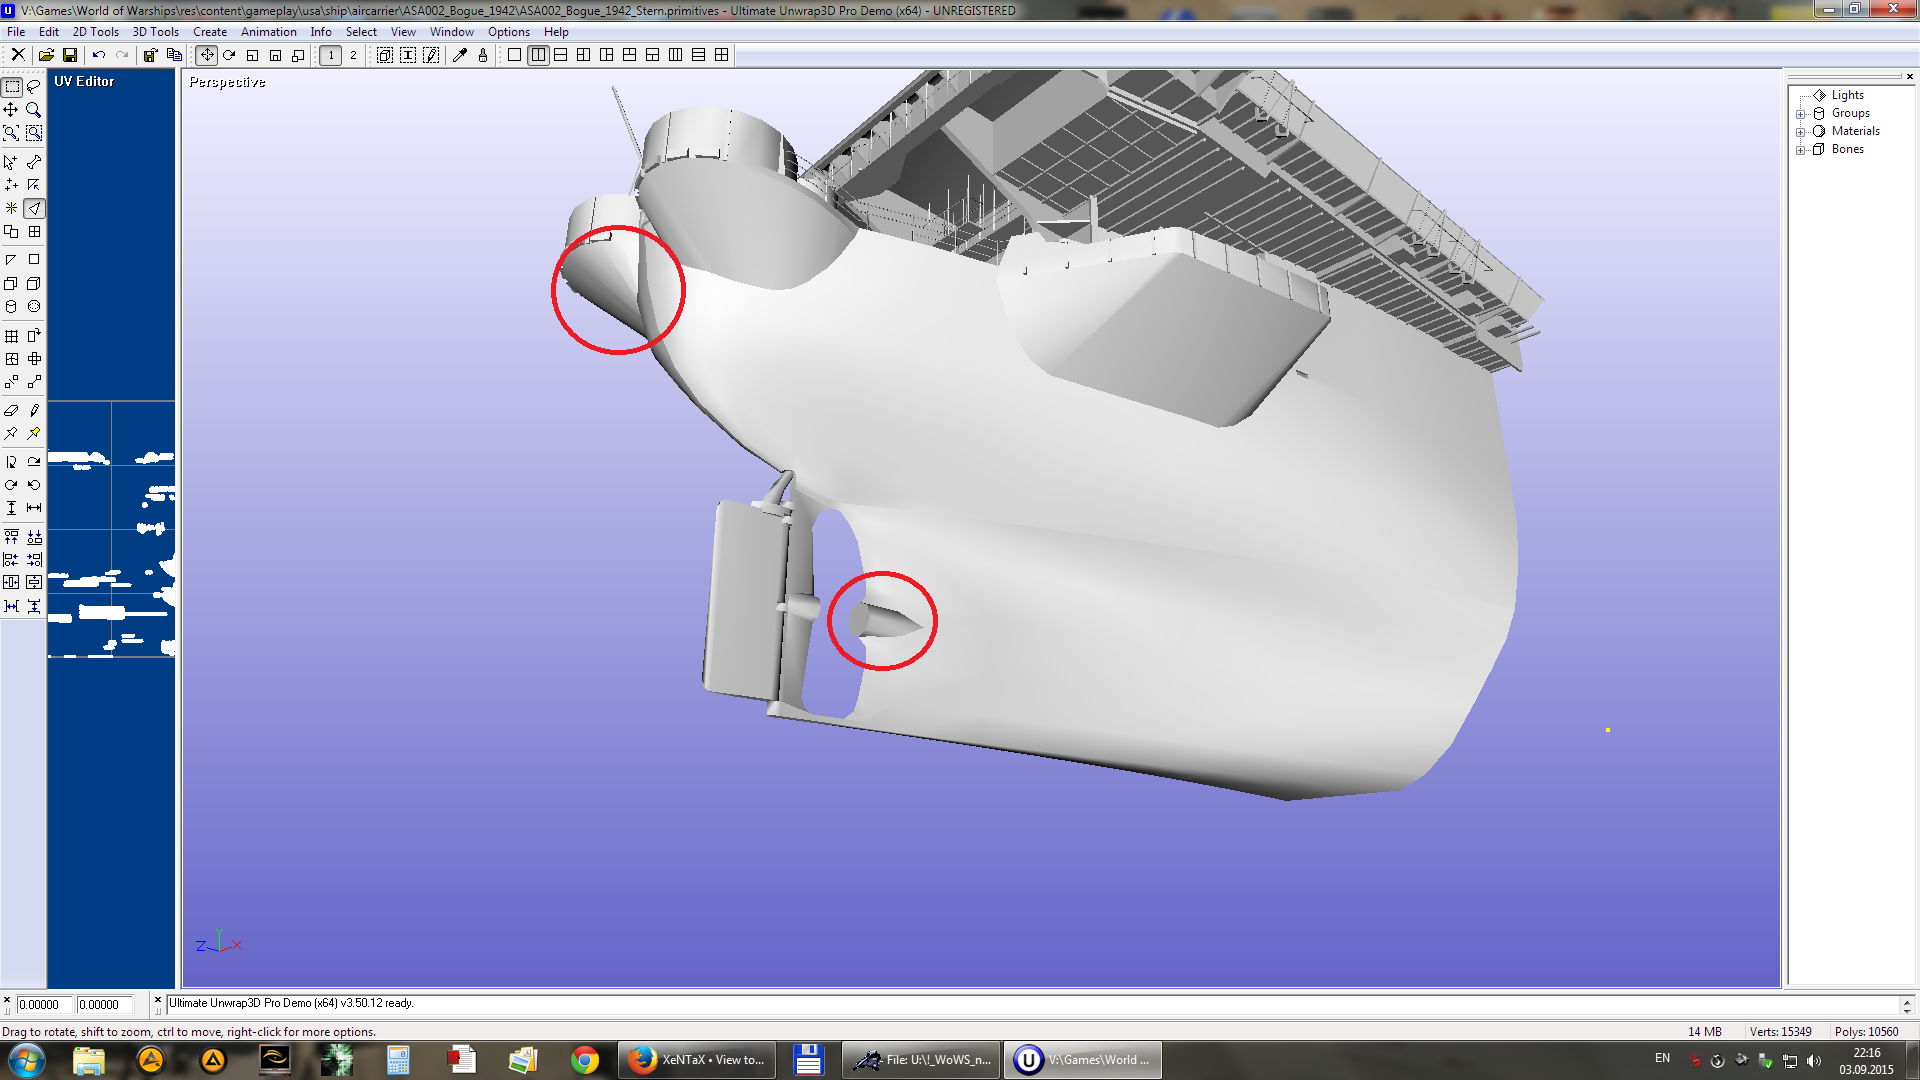 V:\Games\World of Warships\res\content\gameplay\usa\ship\aircarrier\ASA002_Bogue_1942\ASA002_Bogue_1942_Stern.primitives - Ultimate Unwrap3D Pro Demo (x64) - UNREGISTERED
File Edit 2D Tools 3D Tools Create Animation Info Select View Window Options Help
1 2
UV Editor
Perspective
Lights
Groups
Materials
Bones
Z X
0.00000 0.00000 Ultimate Unwrap3D Pro Demo (x64) v3.50.12 ready.
Drag to rotate, shift to zoom, ctrl to move, right-click for more options. 14 MB Verts: 15349 Polys: 10560
XeNTaX • View to... File: U:\!_WoWS_n... V:\Games\World ... EN 22:16
03.09.2015